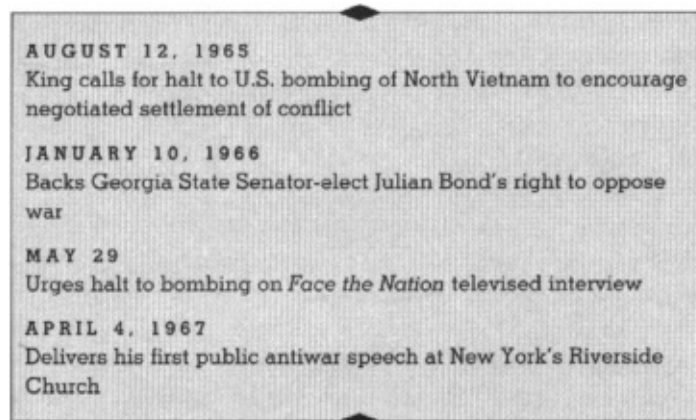 AUGUST 12, 1965
King calls for halt to U.S. bombing of North Vietnam to encourage
negotiated settlement of conflict
JANUARY 10, 1966
Backs Georgia State Senator-elect Julian Bond's right to oppose
war
MAY 29
Urges halt to bombing on Face the Nation televised interview
APRIL 4, 1967
Delivers his first public antiwar speech at New York's Riverside
Church